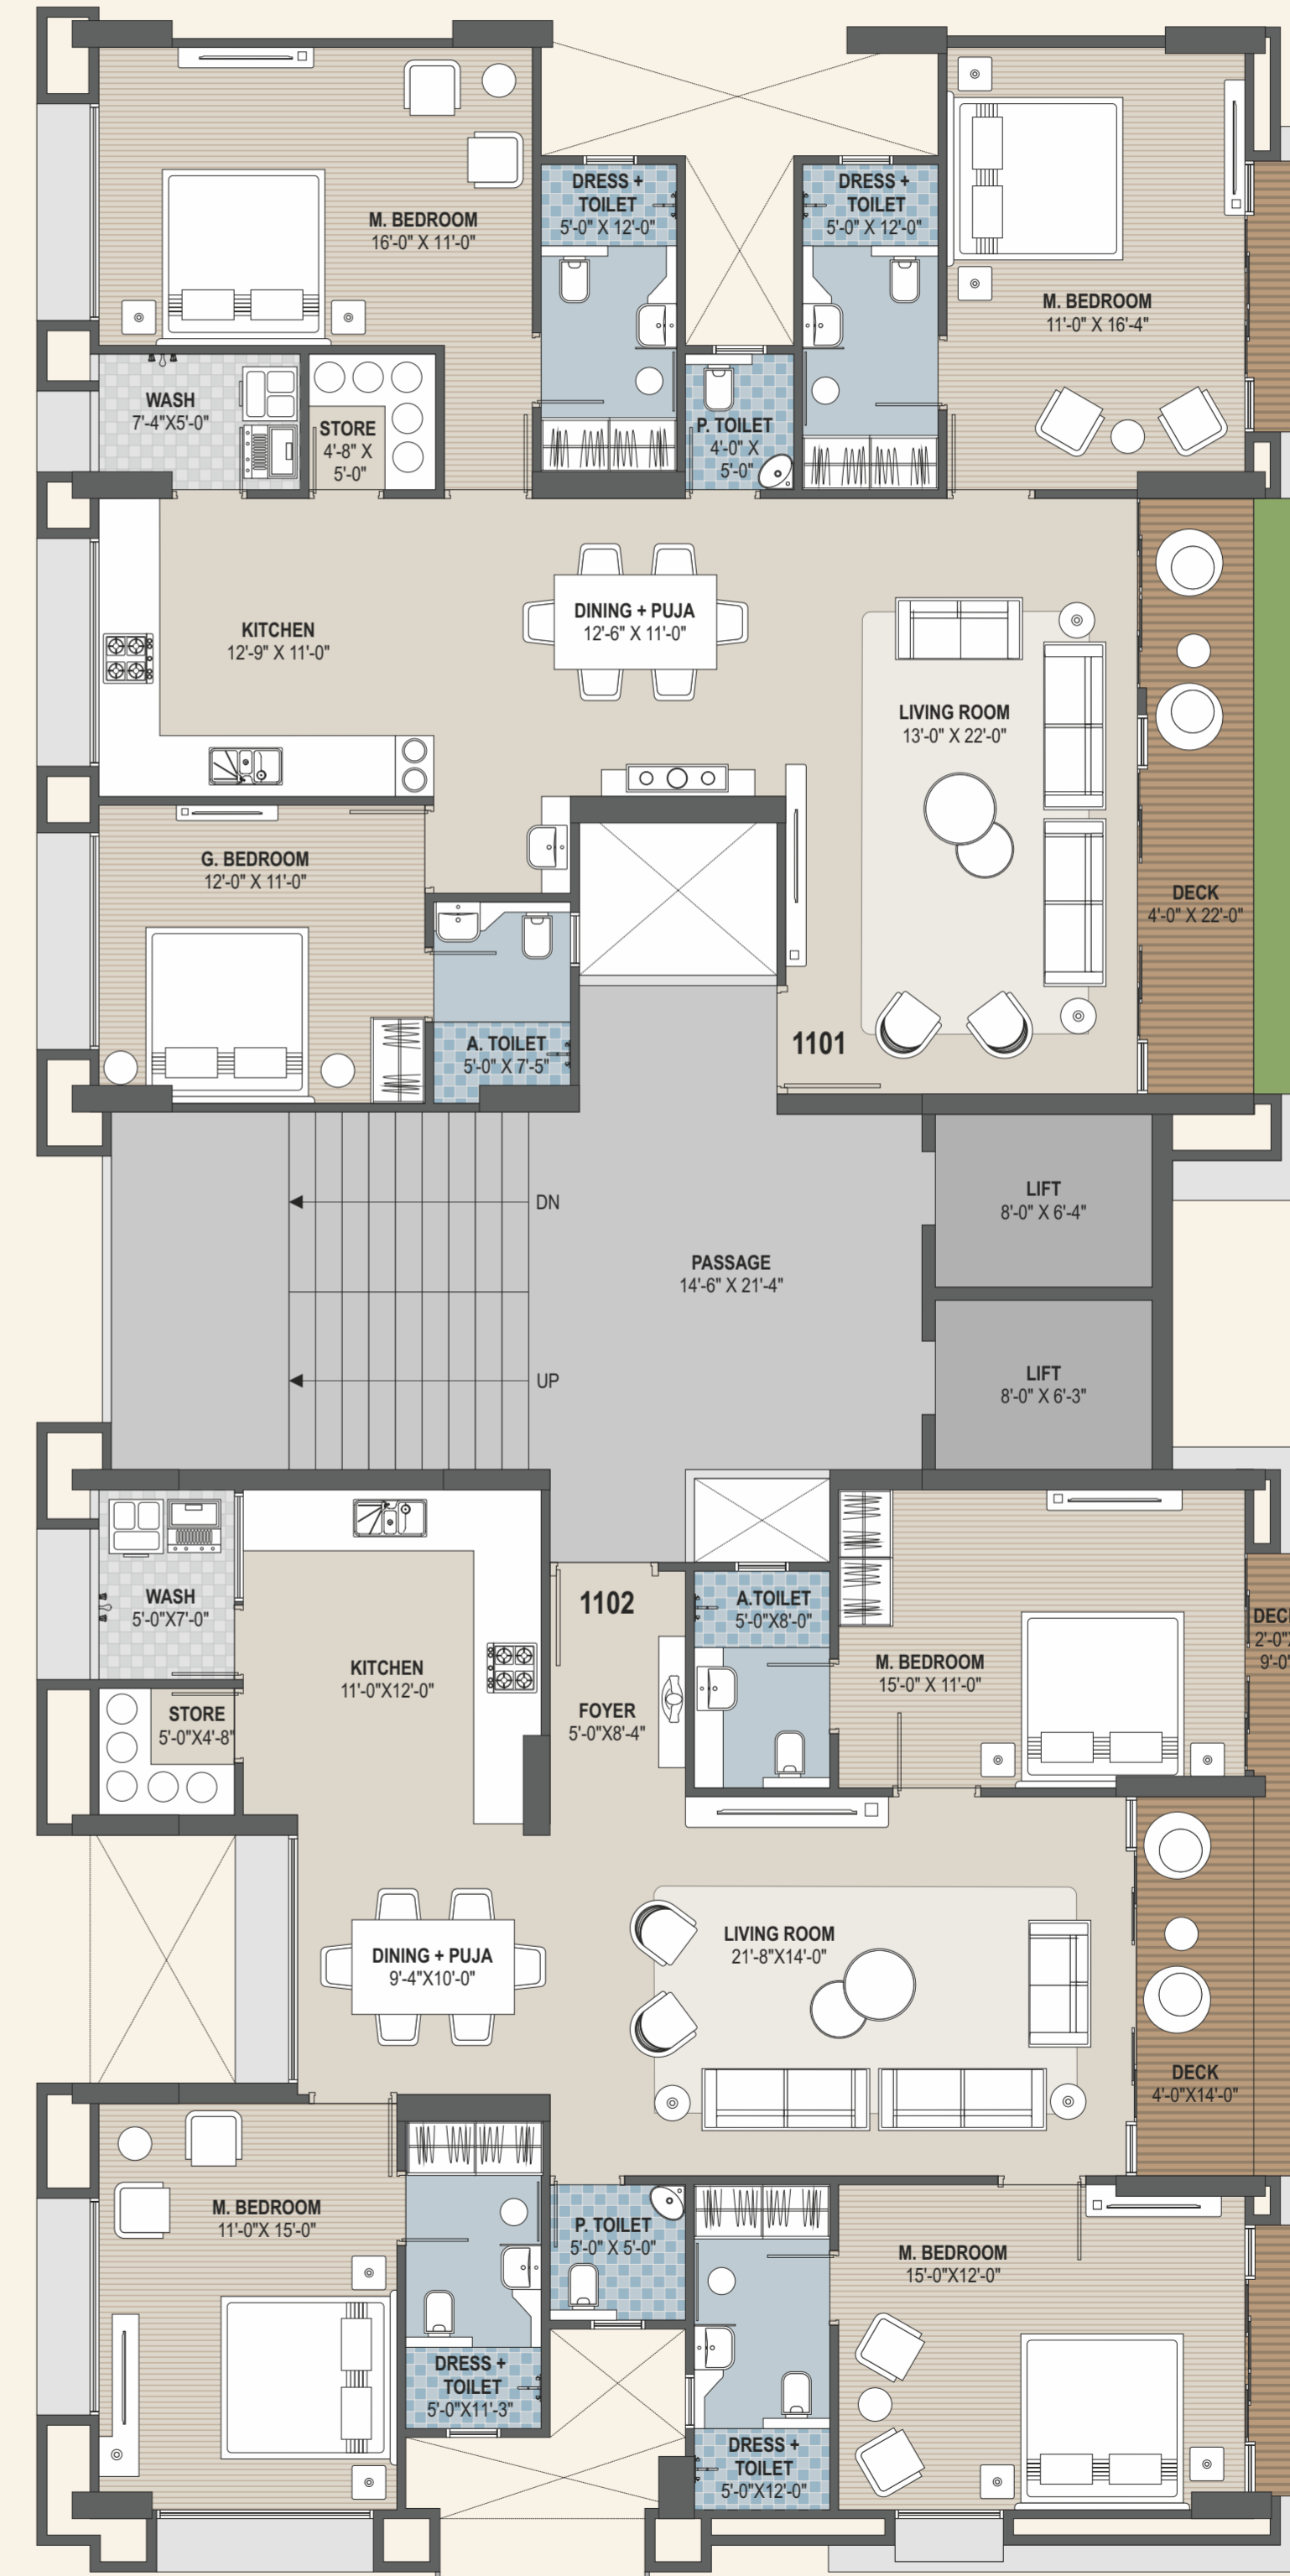 M. BEDROOM
16'-0" X 11'-0"
DRESS +
TOILET
5'-0" X 12'-0"
DRESS +
TOILET
5'-0" X 12'-0"
M. BEDROOM
11'-0" X 16'-4"
WASH
7'-4"X5'-0"
STORE
4'-8" X
5'-0"
P. TOILET
4'-0" X
5'-0"
KITCHEN
12'-9" X 11'-0"
DINING + PUJA
12'-6" X 11'-0"
LIVING ROOM
13'-0" X 22'-0"
G. BEDROOM
12'-0" X 11'-0"
DECK
4'-0" X 22'-0"
A. TOILET
5'-0" X 7'-5"
1101
DN
LIFT
8'-0" X 6'-4"
PASSAGE
14'-6" X 21'-4"
UP
LIFT
8'-0" X 6'-3"
WASH
5'-0"X7'-0"
1102
A.TOILET
5'-0"X8'-0"
KITCHEN
11'-0"X12'-0"
M. BEDROOM
15'-0" X 11'-0"
2'-0"
9'-0"
STORE
5'-0"X4'-8"
FOYER
5'-0"X8'-4"
DINING + PUJA
9'-4"X10'-0"
LIVING ROOM
21'-8"X14'-0"
DECK
4'-0"X14'-0"
M. BEDROOM
11'-0"X 15'-0"
P. TOILET
5'-0" X 5'-0"
M. BEDROOM
15'-0"X12'-0"
DRESS +
TOILET
5'-0"X11'-3"
DRESS +
TOILET
5'-0"X12'-0"